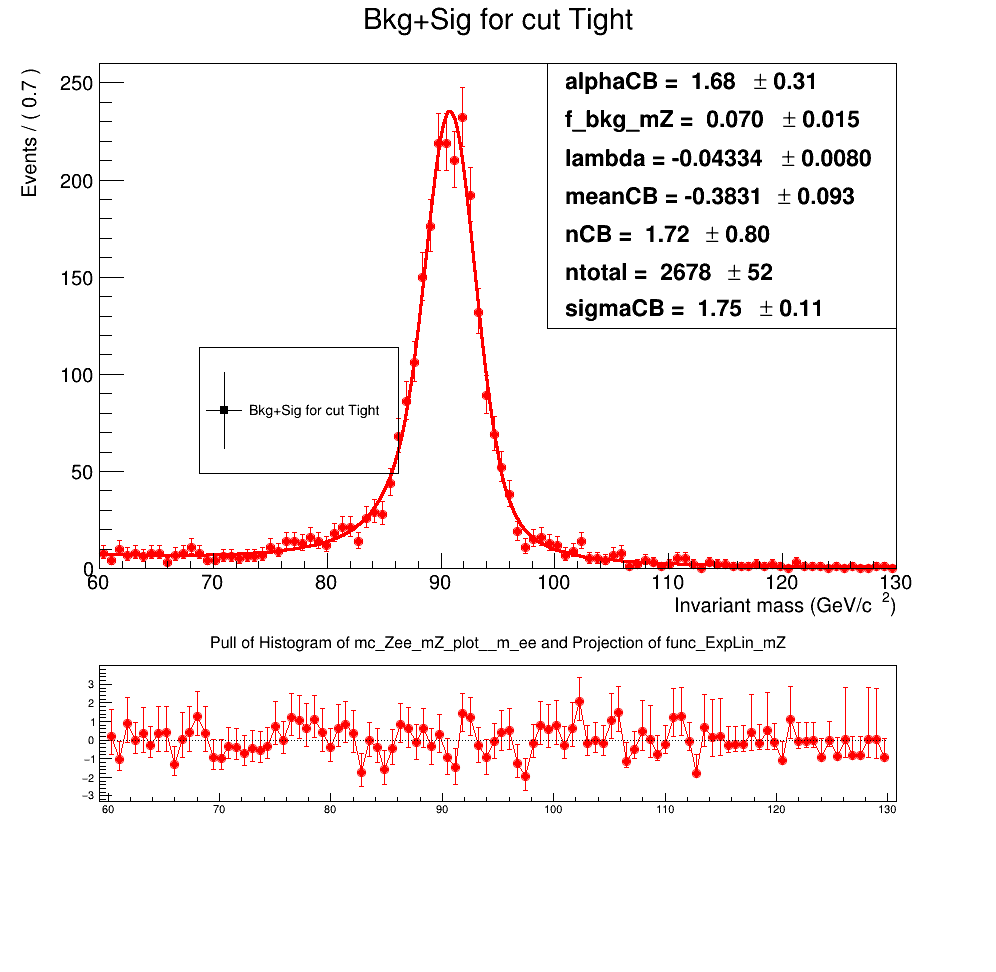 Bkg+Sig for cut Tight
Events / ( 0.7 )
250
200
150
100
50
0
alphaCB = 1.68 ± 0.31
f_bkg_mZ = 0.070 ± 0.015
lambda = -0.04334 ± 0.0080
meanCB = -0.3831 ± 0.093
nCB = 1.72 ± 0.80
ntotal = 2678 ± 52
sigmaCB = 1.75 ± 0.11
Bkg+Sig for cut Tight
60 70 80 90 100 110 120 130
Invariant mass (GeV/c 2)
Pull of Histogram of mc_Zee_mZ_plot__m_ee and Projection of func_ExpLin_mZ
3
2
1
0
−1
−2
−3
60 70 80 90 100 110 120 130